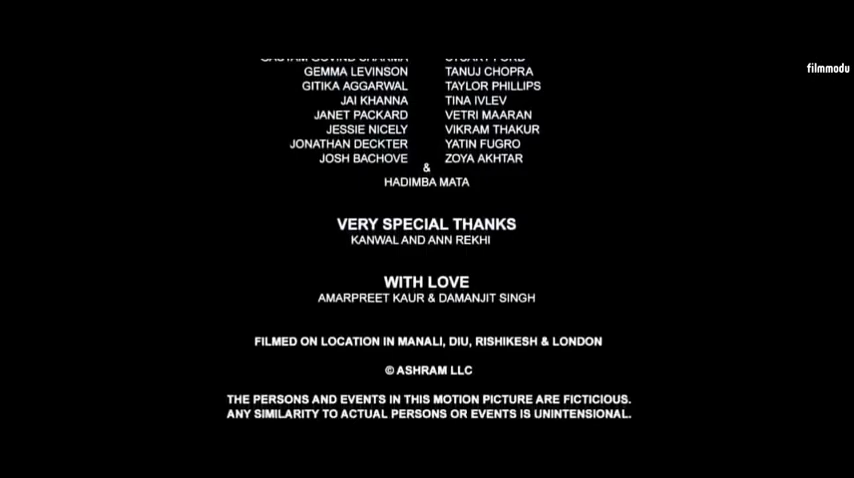 GEMMA LEVINSON TANUJ CHOPRA
GITIKA AGGARWAL TAYLOR PHILLIPS
JAI KHANNA TINA IVLEV
JANET PACKARD VETRI MAARAN
JESSIE NICELY VIKRAM THAKUR
JONATHAN DECKTER YATIN FUGRO
JOSH BACHOVE ZOYA AKHTAR
&
HADIMBA MATA
VERY SPECIAL THANKS
KANWAL AND ANN REKHI
WITH LOVE
AMARPREET KAUR & DAMANJIT SINGH
FILMED ON LOCATION IN MANALI, DIU, RISHIKESH & LONDON
© ASHRAM LLC
THE PERSONS AND EVENTS IN THIS MOTION PICTURE ARE FICTICIOUS.
ANY SIMILARITY TO ACTUAL PERSONS OR EVENTS IS UNINTENSIONAL.
filmmodu